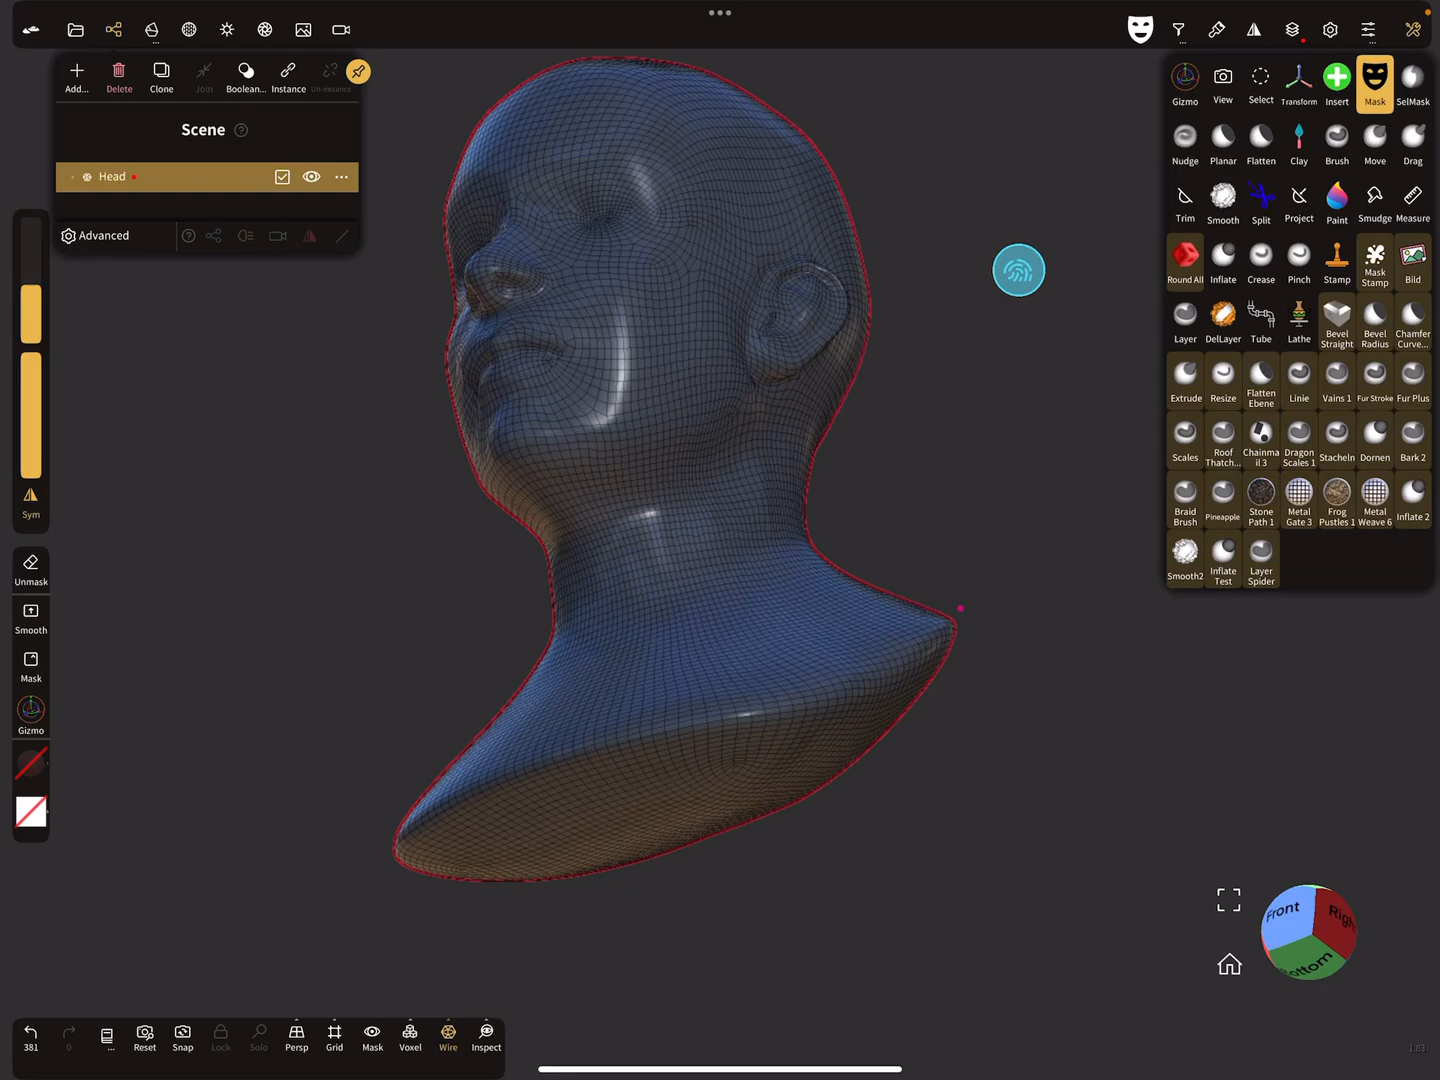 Add...
Delete
Clone
Join
Boolean...
Instance
Un-instance
Scene
Head
Advanced
Sym
Unmask
Smooth
Mask
Gizmo
Gizmo
View
Select
Transform
Insert
Mask
SelMask
Nudge
Planar
Flatten
Clay
Brush
Move
Drag
Trim
Smooth
Split
Project
Paint
Smudge
Measure
Round All
Inflate
Crease
Pinch
Stamp
Mask
Stamp
Bild
Layer
DelLayer
Tube
Lathe
Bevel
Straight
Bevel
Radius
Chamfer
Curve...
Extrude
Resize
Flatten
Ebene
Linie
Vains 1
Fur Stroke
Fur Plus
Scales
Roof
Thatch...
Chainma
il 3
Dragon
Scales 1
Stacheln
Dornen
Bark 2
Braid
Brush
Pineapple
Stone
Path 1
Metal
Gate 3
Frog
Pustles 1
Metal
Weave 6
Inflate 2
Smooth2
Inflate
Test
Layer
Spider
Front
Righ
ottom
381
0
...
Reset
Snap
Lock
Solo
Persp
Grid
Mask
Voxel
Wire
Inspect
1.83